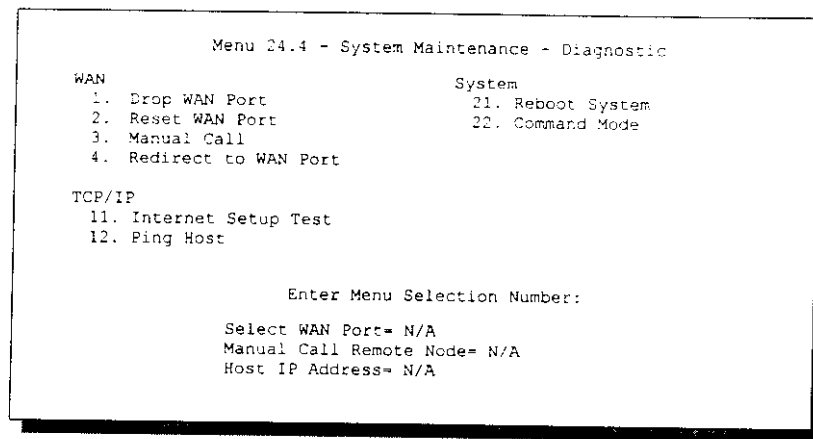 Menu 24.4 - System Maintenance - Diagnostic
WAN
1. Drop WAN Port
2. Reset WAN Port
3. Manual Call
4. Redirect to WAN Port
System
21. Reboot System
22. Command Mode
TCP/IP
11. Internet Setup Test
12. Ping Host
Enter Menu Selection Number:
Select WAN Port= N/A
Manual Call Remote Node= N/A
Host IP Address= N/A